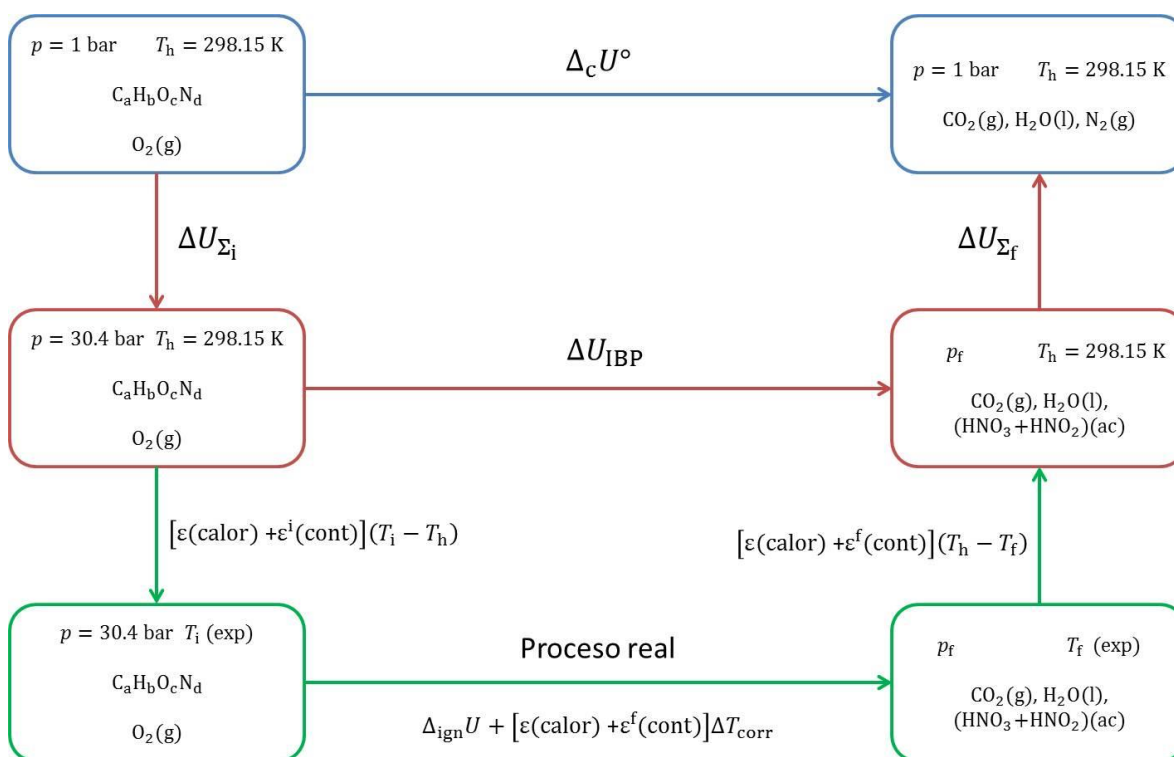 p = 1 bar T_h = 298.15 K
C_aH_bO_cN_d
O_2(g)
Δ_cU°
p = 1 bar T_h = 298.15 K
CO_2(g), H_2O(l), N_2(g)
ΔU_Σ_i
ΔU_Σ_f
p = 30.4 bar T_h = 298.15 K
C_aH_bO_cN_d
O_2(g)
ΔU_IBP
p_f T_h = 298.15 K
CO_2(g), H_2O(l),
(HNO_3+HNO_2)(ac)
[ε(calor) +ε^i(cont)](T_i − T_h)
[ε(calor) +ε^f(cont)](T_h − T_f)
p = 30.4 bar T_i (exp)
C_aH_bO_cN_d
O_2(g)
Proceso real
Δ_ignU + [ε(calor) +ε^f(cont)]ΔT_corr
p_f T_f (exp)
CO_2(g), H_2O(l),
(HNO_3+HNO_2)(ac)